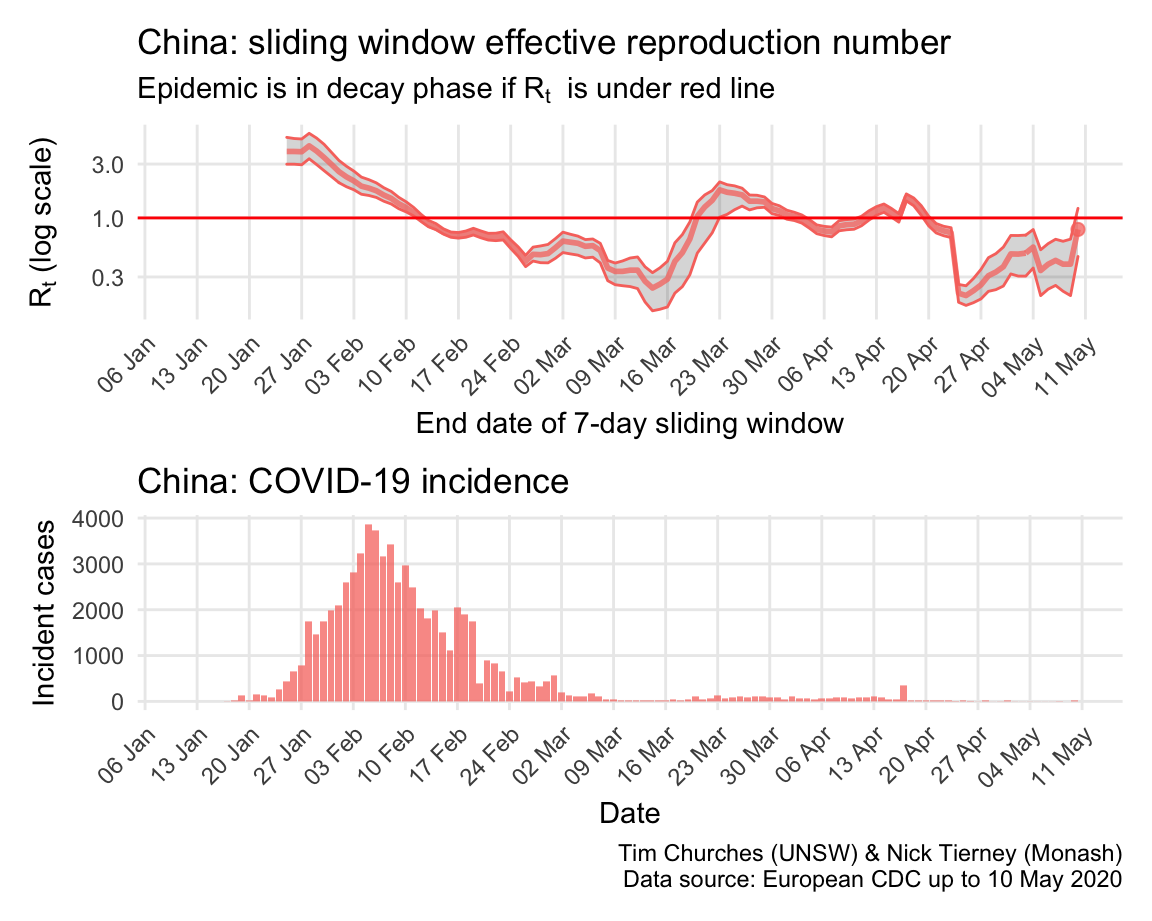 China: sliding window effective reproduction number
Epidemic is in decay phase if Rt is under red line
Rt (log scale)
3.0
1.0
0.3
06 Jan
13 Jan
20 Jan
27 Jan
03 Feb
10 Feb
17 Feb
24 Feb
02 Mar
09 Mar
16 Mar
23 Mar
30 Mar
06 Apr
13 Apr
20 Apr
27 Apr
04 May
11 May
End date of 7-day sliding window
China: COVID-19 incidence
Incident cases
4000
3000
2000
1000
0
06 Jan
13 Jan
20 Jan
27 Jan
03 Feb
10 Feb
17 Feb
24 Feb
02 Mar
09 Mar
16 Mar
23 Mar
30 Mar
06 Apr
13 Apr
20 Apr
27 Apr
04 May
11 May
Date
Tim Churches (UNSW) & Nick Tierney (Monash)
Data source: European CDC up to 10 May 2020